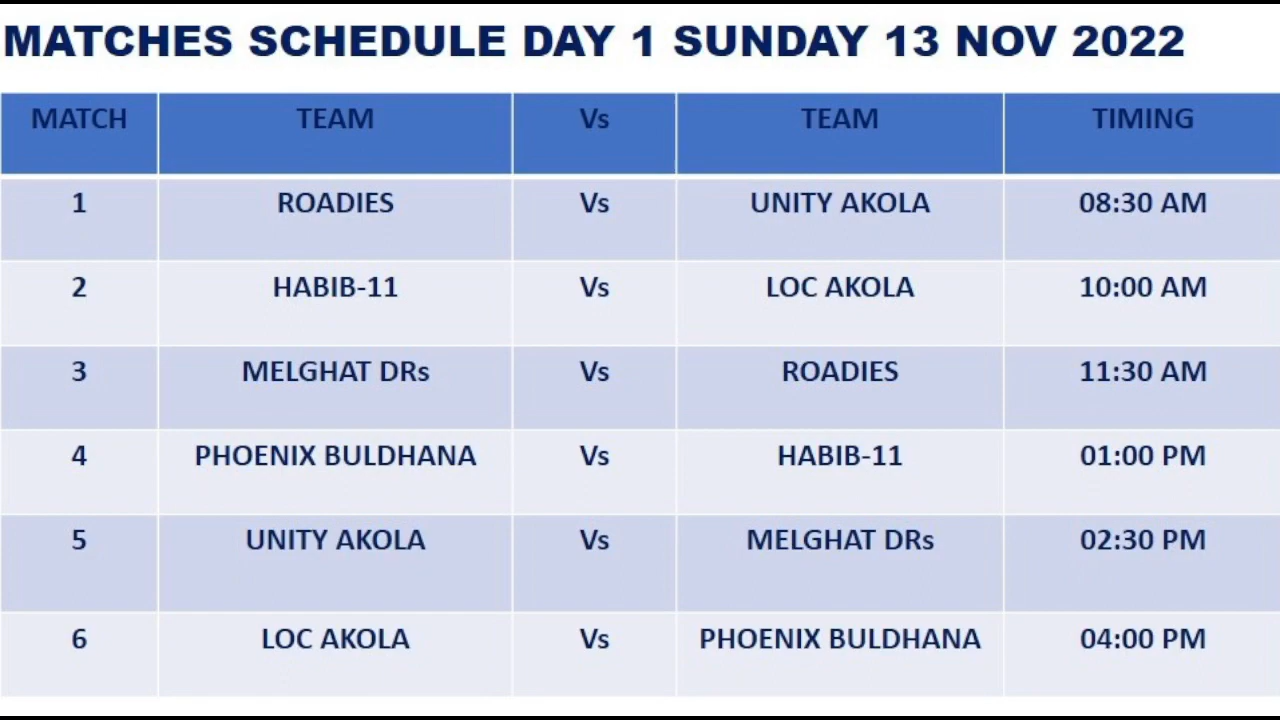 MATCHES SCHEDULE DAY 1 SUNDAY 13 NOV 2022
MATCH TEAM Vs TEAM TIMING
1 ROADIES Vs UNITY AKOLA 08:30 AM
2 HABIB-11 Vs LOC AKOLA 10:00 AM
3 MELGHAT DRs Vs ROADIES 11:30 AM
4 PHOENIX BULDHANA Vs HABIB-11 01:00 PM
5 UNITY AKOLA Vs MELGHAT DRs 02:30 PM
6 LOC AKOLA Vs PHOENIX BULDHANA 04:00 PM